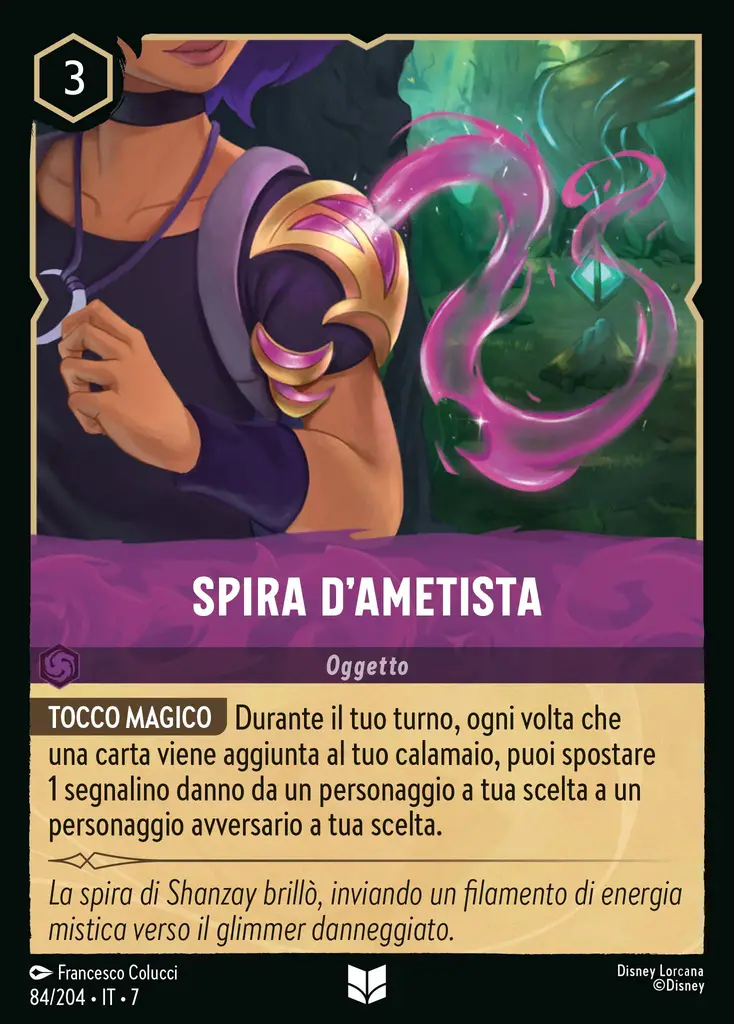 3
SPIRA D'AMETISTA
Oggetto
TOCCO MAGICO Durante il tuo turno, ogni volta che
una carta viene aggiunta al tuo calamaio, puoi spostare
1 segnalino danno da un personaggio a tua scelta a un
personaggio avversario a tua scelta.
La spira di Shanzay brillò, inviando un filamento di energia
mistica verso il glimmer danneggiato.
Francesco Colucci
84/204 • IT • 7
Disney Lorcana
©Disney